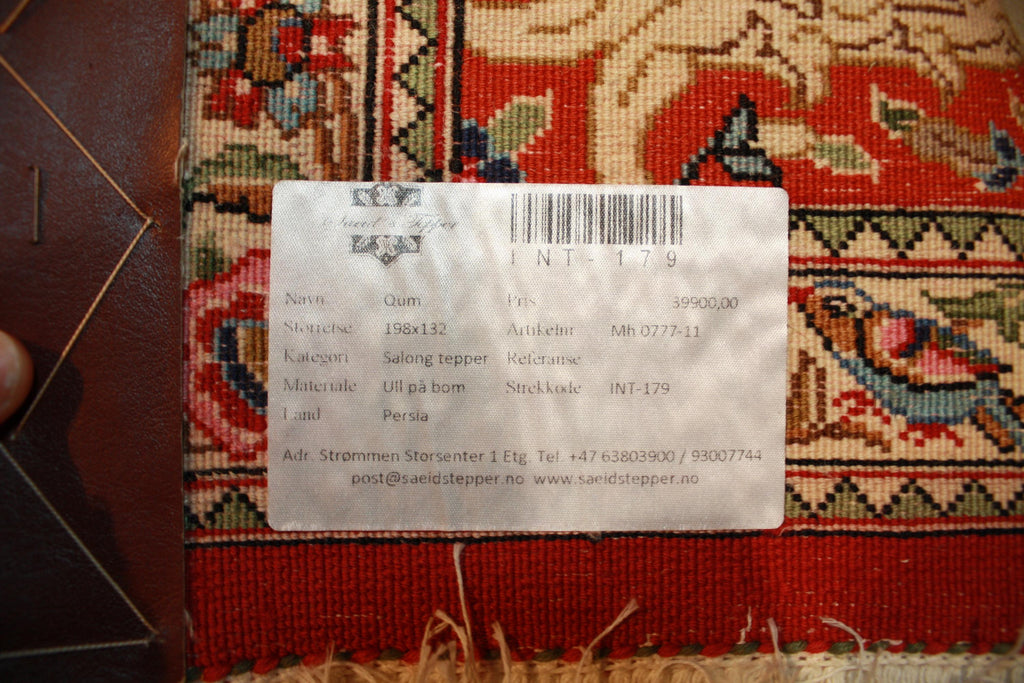 Saeid's Tepper
INT-179
Navn Qum Pris 39900,00
Størrelse 198x132 Artikelnr Mh 0777-11
Kategori Salong tepper Referanse
Materiale Ull på bom Strekkode INT-179
Land Persia
Adr. Strømmen Storsenter 1 Etg. Tel. +47 63803900 / 93007744
post@saeidstepper.no www.saeidstepper.no